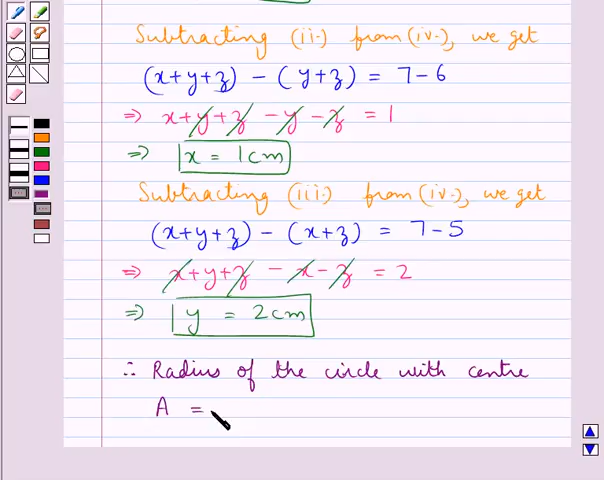 Subtracting (ii.) from (iv.), we get
(x+y+z) - (y+z) = 7-6
⇒ x+y+z -y -z = 1
⇒ x = 1cm
Subtracting (iii.) from (iv.), we get
(x+y+z) - (x+z) = 7-5
⇒ x+y+z -x -z = 2
⇒ y = 2cm
∴ Radius of the circle with centre
A =